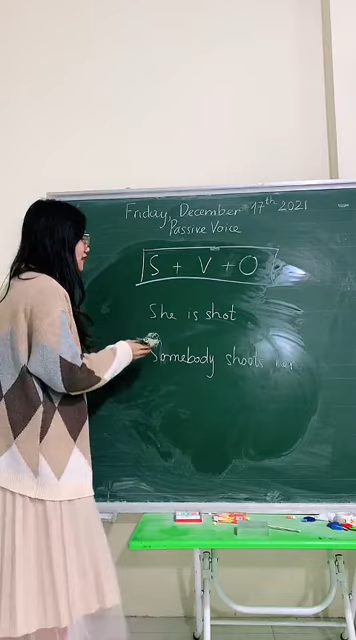 Friday, December 17th 2021
Passive Voice
S + V + O
She is shot
Somebody shoots her